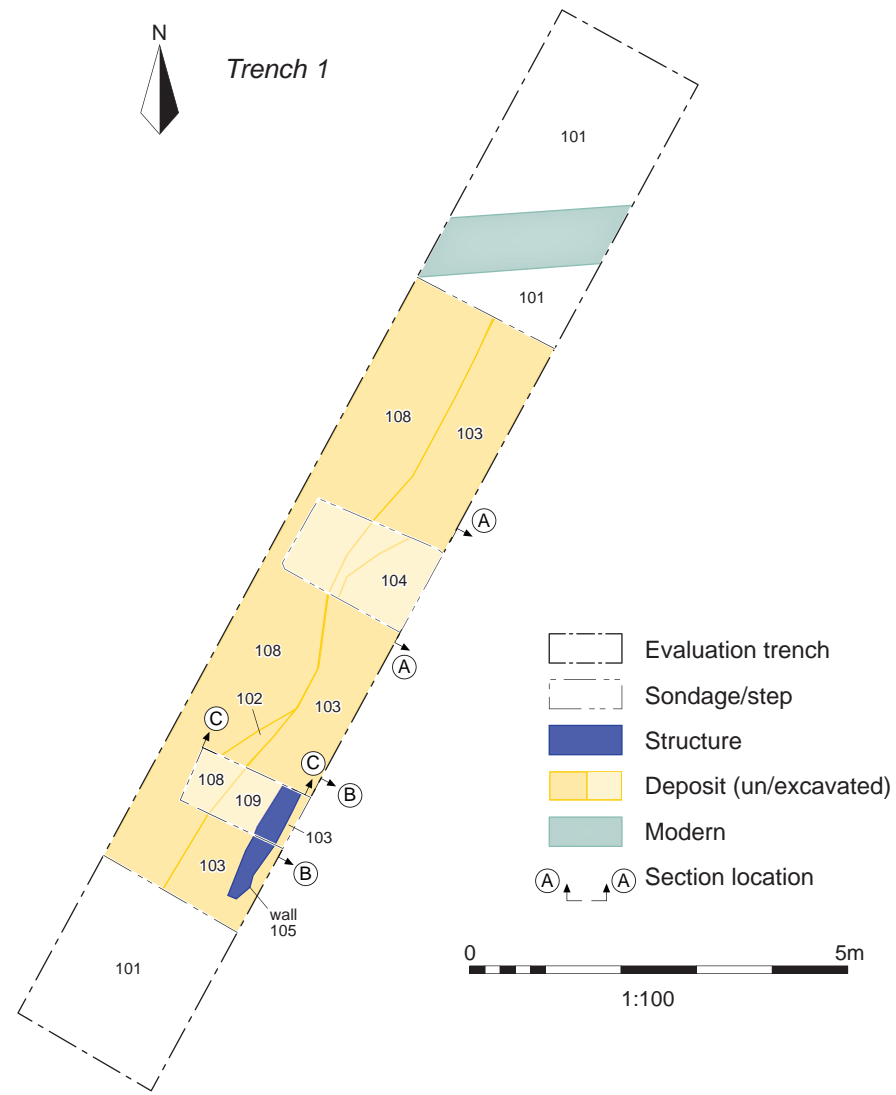 N
Trench 1
101
101
108
103
A
104
A
108
102
103
C
C
B
108
109
103
103
B
wall
105
101
Evaluation trench
Sondage/step
Structure
Deposit (un/excavated)
Modern
A A Section location
0 5m
1:100